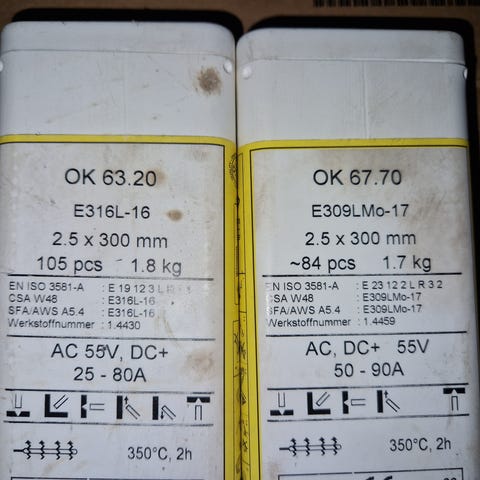 OK 63.20
E316L-16
2.5 x 300 mm
105 pcs 1.8 kg
EN ISO 3581-A : E 19 12 3 L R
CSA W48 : E316L-16
SFA/AWS A5.4 : E316L-16
Werkstoffnummer : 1.4430
AC 55V, DC+
25 - 80A
350°C, 2h
OK 67.70
E309LMo-17
2.5 x 300 mm
~84 pcs 1.7 kg
EN ISO 3581-A : E 23 12 2 L R 3 2
CSA W48 : E309LMo-17
SFA/AWS A5.4 : E309LMo-17
Werkstoffnummer : 1.4459
AC, DC+ 55V
50 - 90A
350°C, 2h